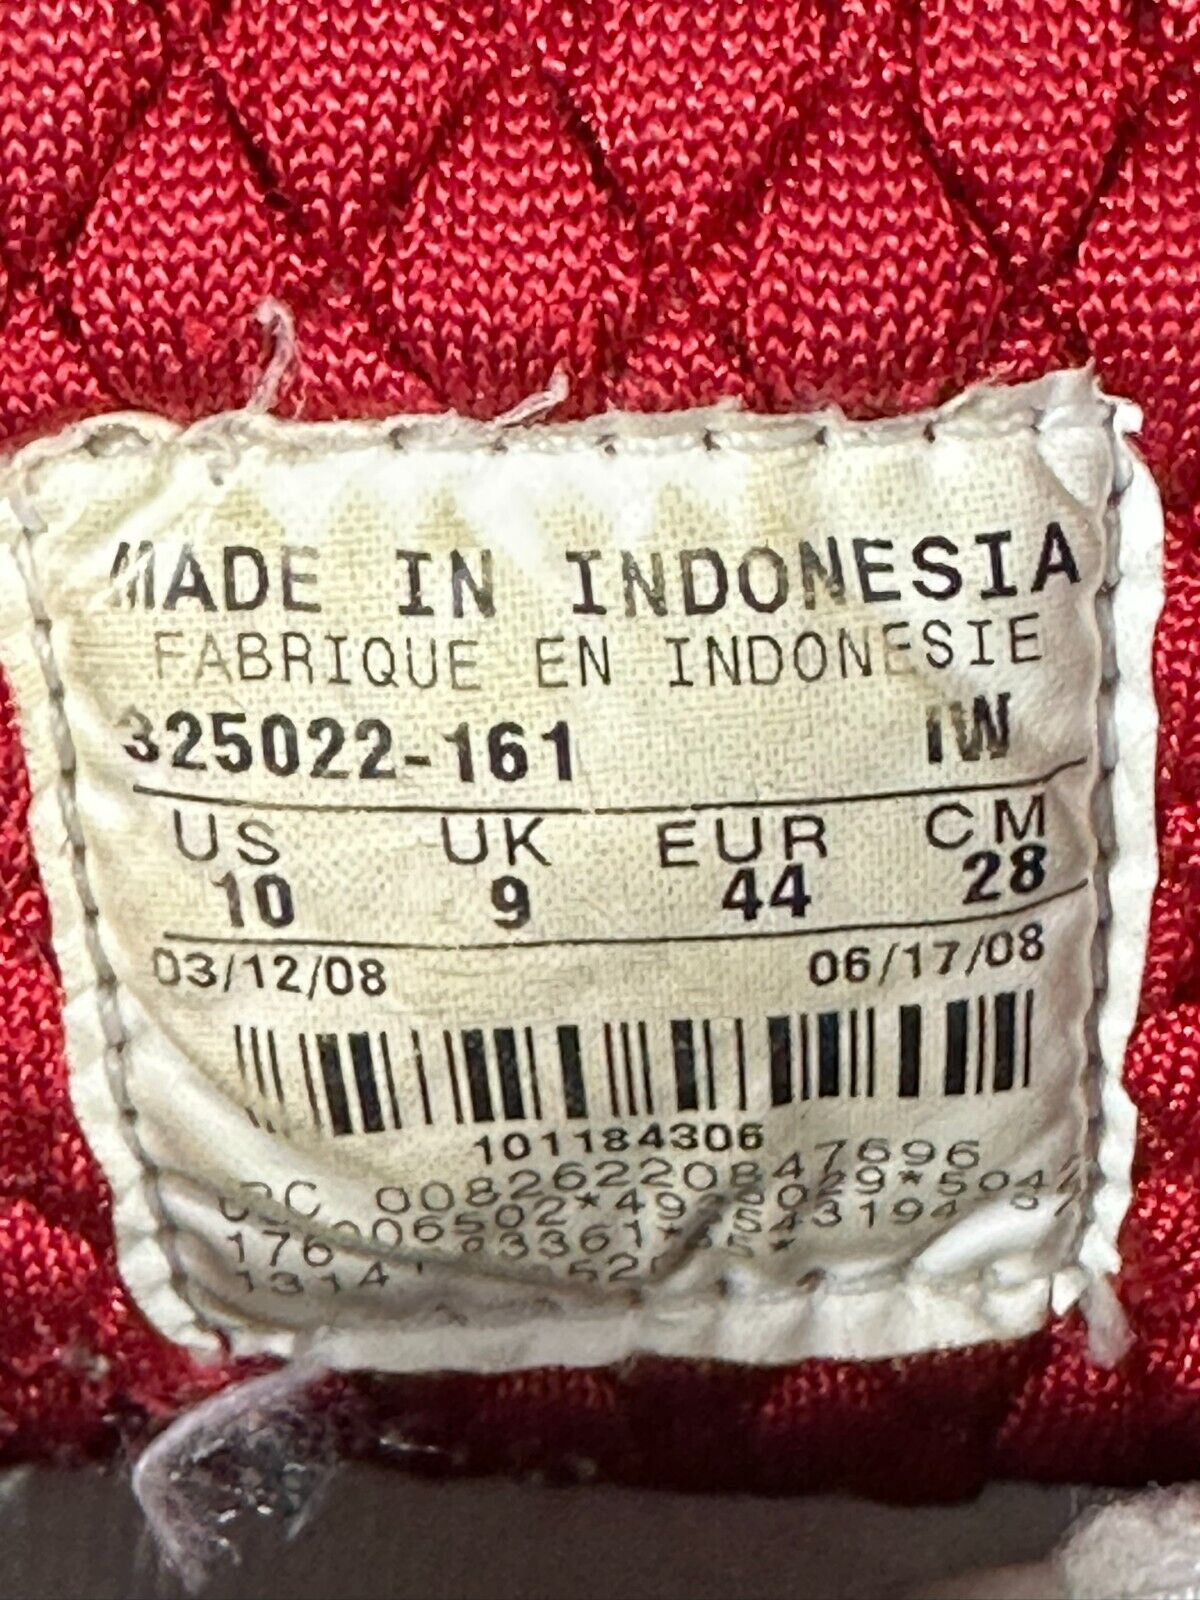 MADE IN INDONESIA
FABRIQUE EN INDONESIE
325022-161 IW
US UK EUR CM
10 9 44 28
03/12/08 06/17/08
101184306
00826220847696